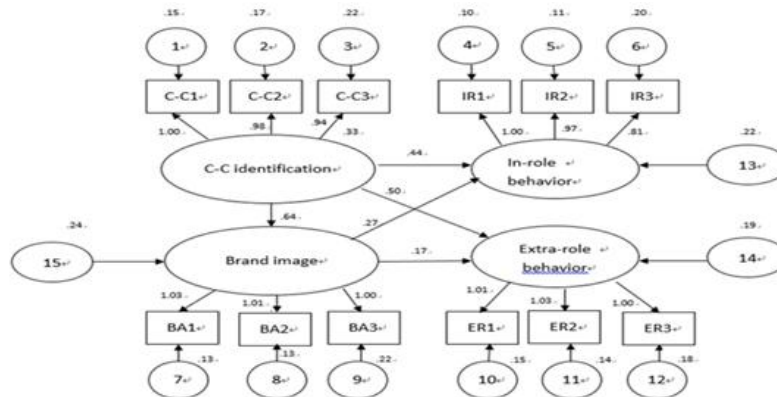 .15 .17 .22 .10 .11 .20
1 2 3 4 5 6
C-C1 C-C2 C-C3 IR1 IR2 IR3
1.00 .98 .94 .33 1.00 .97 .81 .22
C-C identification .44 In-role 13
behavior
.50
.24 .64 .27 .19
15 Brand image .17 Extra-role 14
behavior
1.03 1.01 1.00 1.01 1.03 1.00
BA1 BA2 BA3 ER1 ER2 ER3
.13 .13 .22 .15 .14 .18
7 8 9 10 11 12